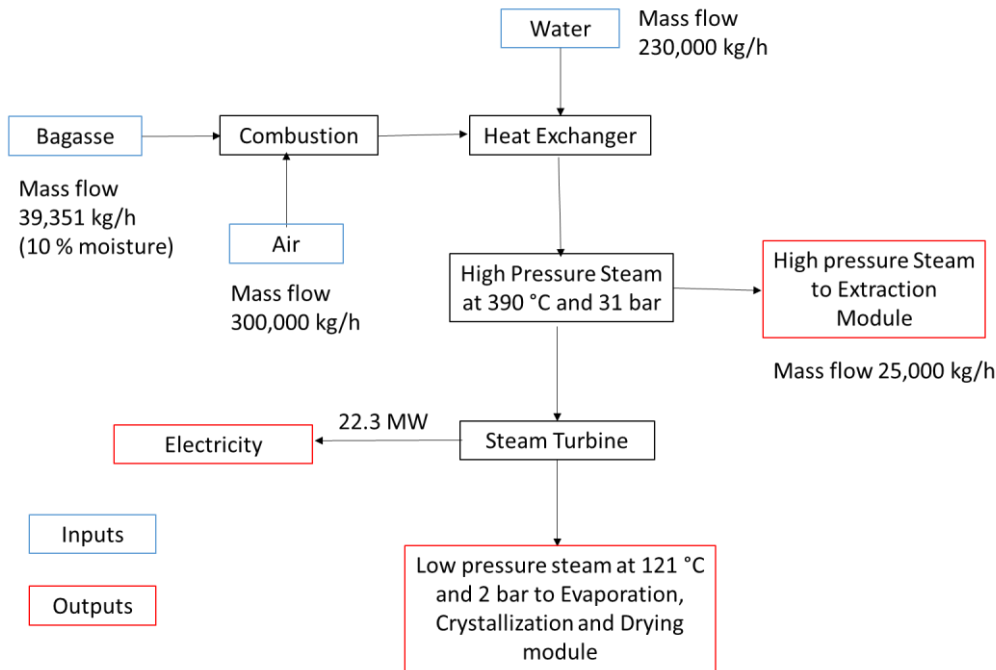 Water
Mass flow
230,000 kg/h
Bagasse
Combustion
Heat Exchanger
Mass flow
39,351 kg/h
(10 % moisture)
Air
Mass flow
300,000 kg/h
High Pressure Steam
at 390 °C and 31 bar
High pressure Steam
to Extraction
Module
Mass flow 25,000 kg/h
22.3 MW
Electricity
Steam Turbine
Inputs
Outputs
Low pressure steam at 121 °C
and 2 bar to Evaporation,
Crystallization and Drying
module